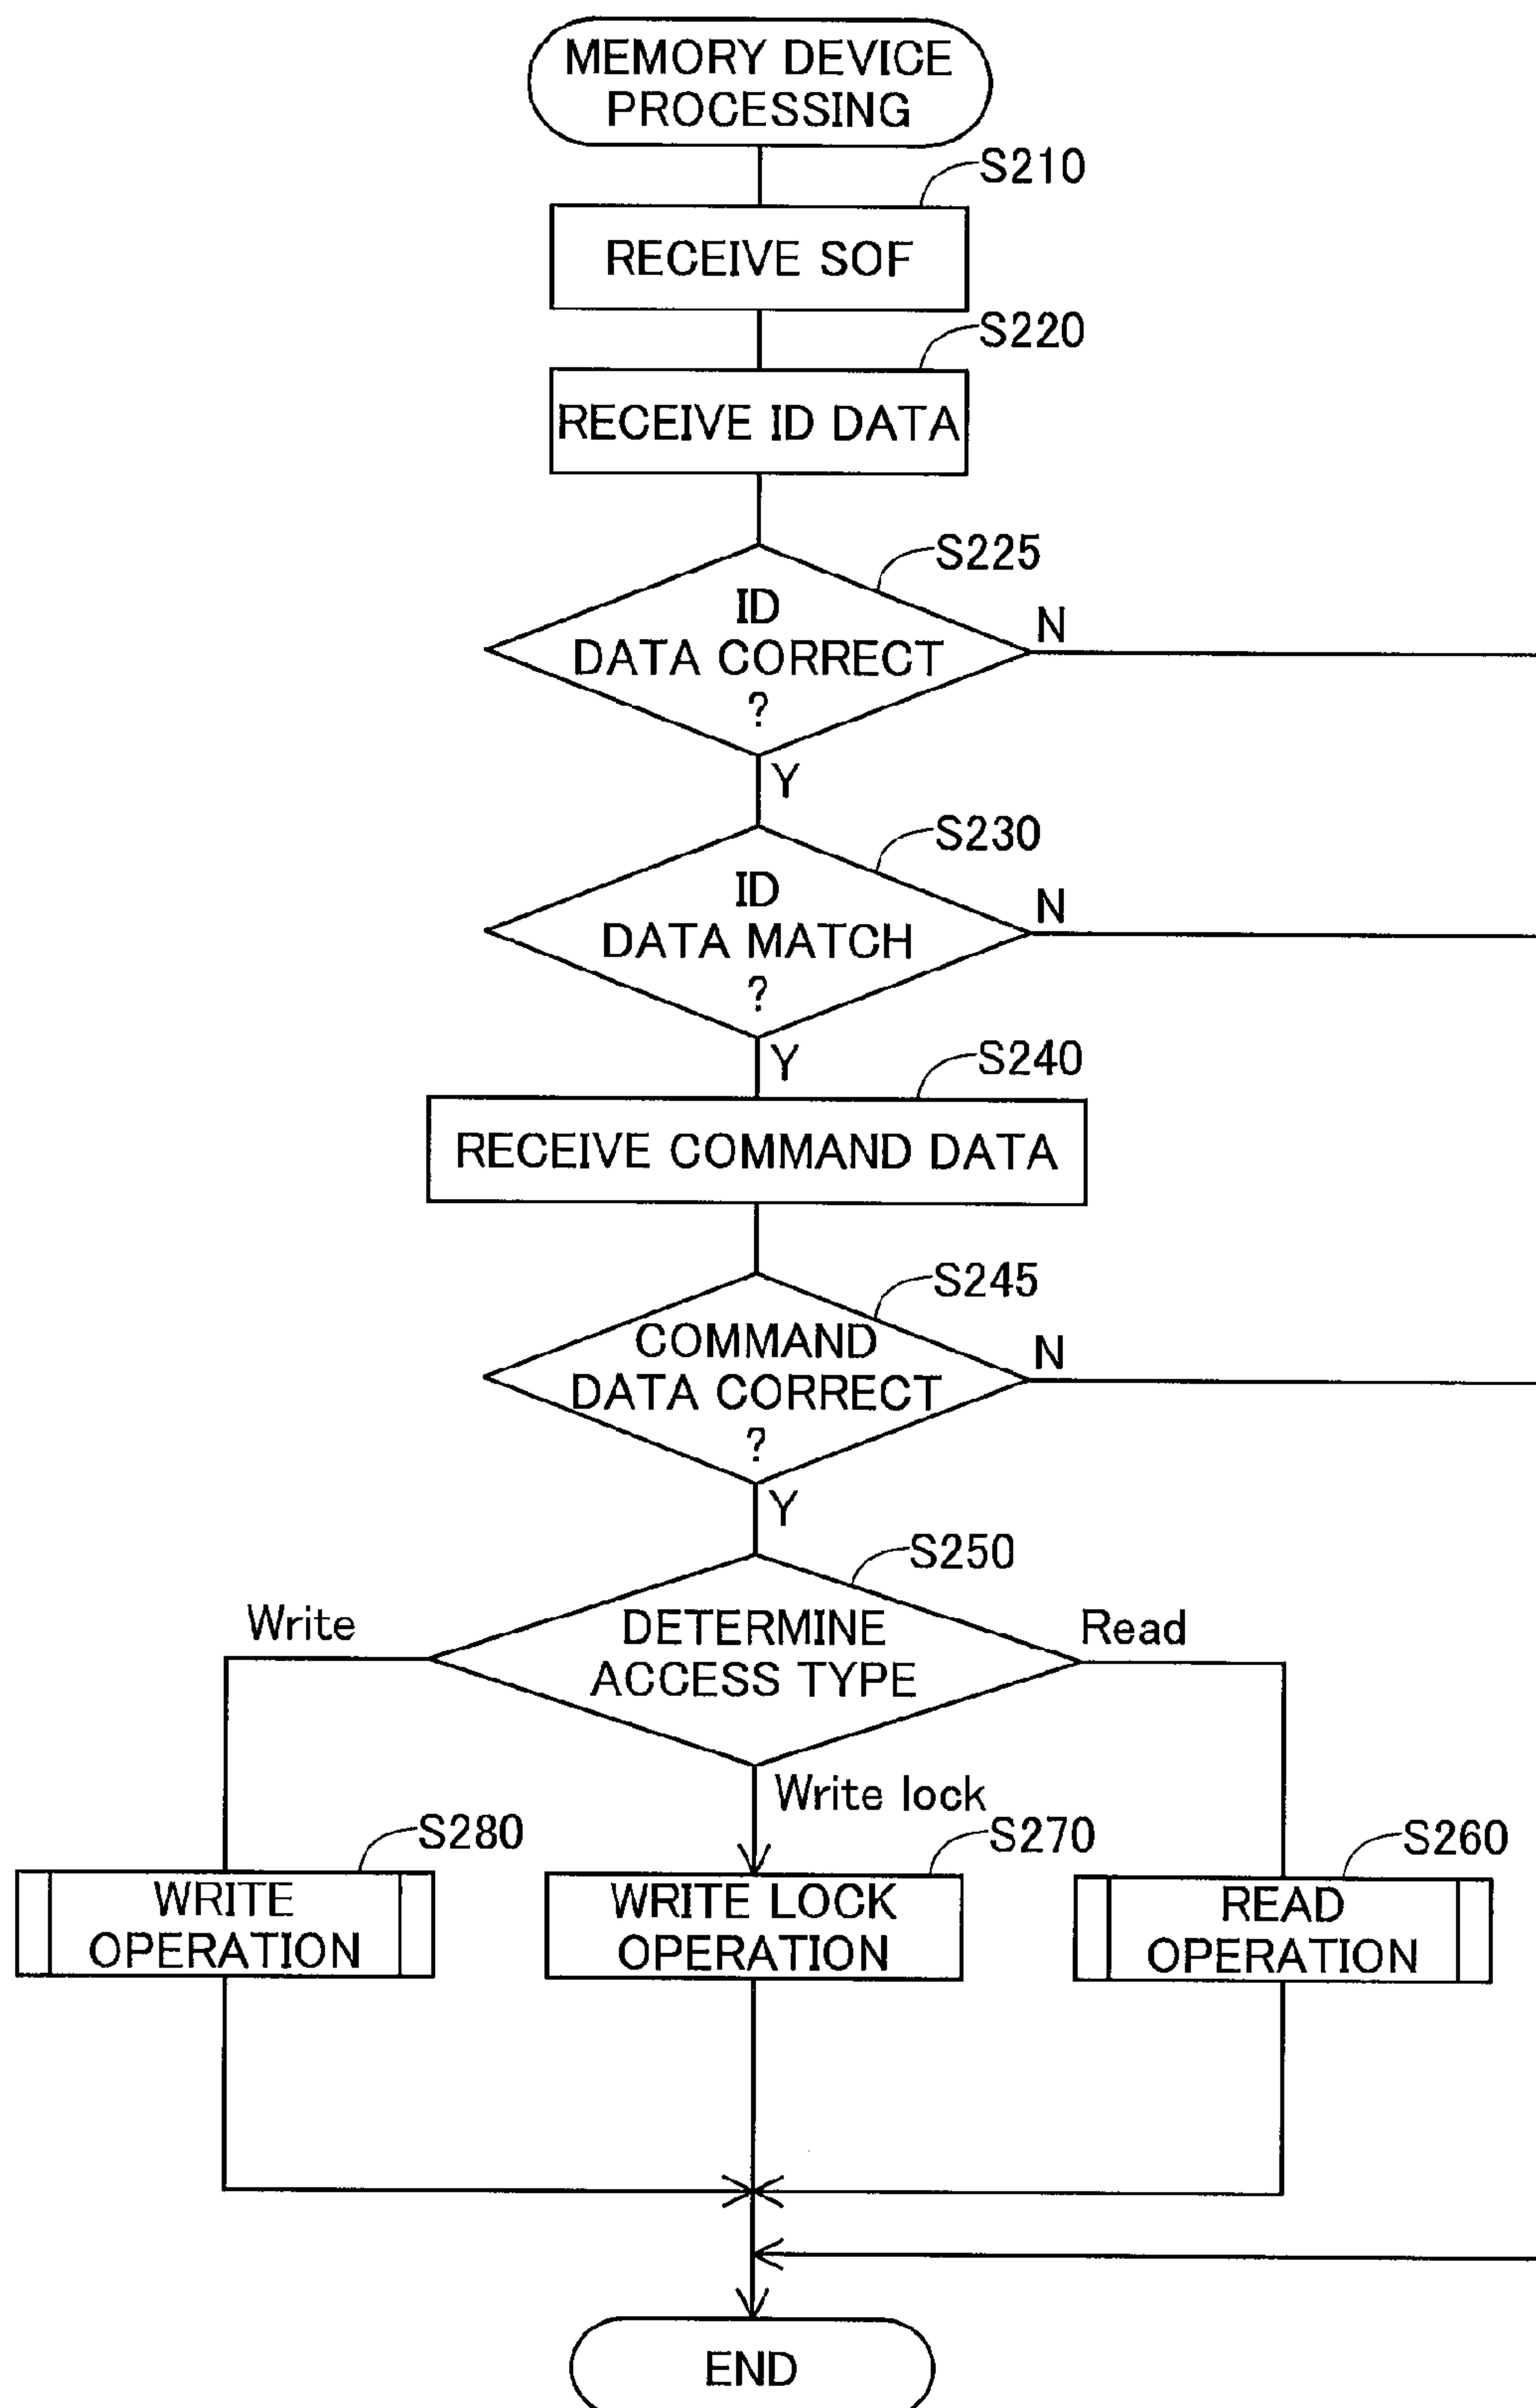 MEMORY DEVICE
PROCESSING
S210
RECEIVE SOF
S220
RECEIVE ID DATA
S225
ID
DATA CORRECT
?
N
Y
S230
ID
DATA MATCH
?
N
Y
S240
RECEIVE COMMAND DATA
S245
COMMAND
DATA CORRECT
?
N
Y
S250
DETERMINE
ACCESS TYPE
Write
Read
Write lock
S280
WRITE
OPERATION
S270
WRITE LOCK
OPERATION
S260
READ
OPERATION
END